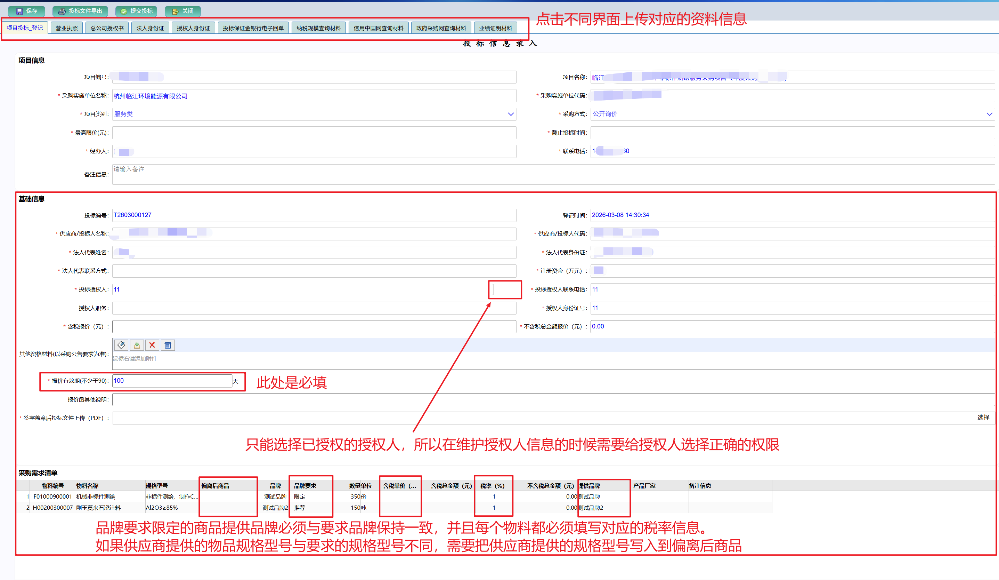 保存 投标文件导出 提交投标 关闭
点击不同界面上传对应的资料信息
项目投标_登记 营业执照 总公司授权书 法人身份证 授权人身份证 投标保证金银行电子回单 纳税规模查询材料 信用中国网查询材料 政府采购网查询材料 业绩证明材料
投标信息录入
项目信息
项目编号: 项目名称: 临江
* 采购实施单位名称: 杭州临江环境能源有限公司 * 采购实施单位代码:
* 项目类别: 服务类 * 采购方式: 公开询价
* 最高限价(元): * 截止投标时间:
* 经办人: * 联系电话: 1 60
备注信息: 请输入备注
基础信息
投标编号: T2603000127 登记时间: 2026-03-08 14:30:34
* 供应商/投标人名称: * 供应商/投标人代码:
* 法人代表姓名: * 法人代表身份证:
* 法人代表联系方式: * 注册资金（万元）:
* 投标授权人: 11 ... * 投标授权人联系电话: 11
授权人职务: * 授权人身份证号: 11
* 含税报价（元）: * 不含税总金额报价（元）: 0.00
其他资格材料(以采购公告要求为准): 鼠标右键添加附件
* 报价有效期(不少于90): 100 天 此处是必填
报价函其他说明:
* 签字盖章后投标文件上传（PDF）: 选择
只能选择已授权的授权人，所以在维护授权人信息的时候需要给授权人选择正确的权限
采购需求清单
物料编号 物料名称 规格型号 偏离后商品 品牌 品牌要求 数量 单位 含税单价（... 含税总金额（元） 税率（%） 不含税总金额（元） 提供品牌 产品厂家 备注信息
1 F01000900001 机械非标件测绘 非标件测绘，制作C... 测试品牌 限定 350 份 1 0.00 测试品牌
2 H00200300007 刚玉莫来石浇注料 Al2O3≥85% 测试品牌2 推荐 150 吨 1 0.00 测试品牌2
品牌要求限定的商品提供品牌必须与要求品牌保持一致，并且每个物料都必须填写对应的税率信息。
如果供应商提供的物品规格型号与要求的规格型号不同，需要把供应商提供的规格型号写入到偏离后商品